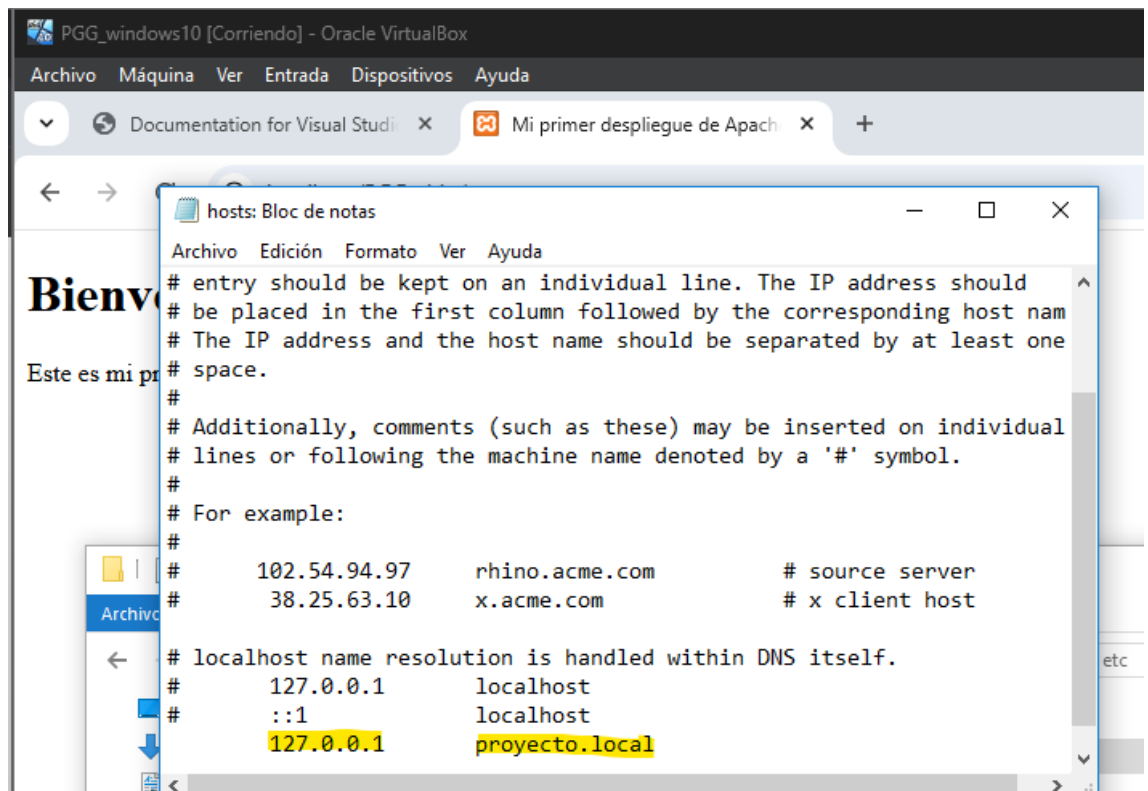 PGG_windows10 [Corriendo] - Oracle VirtualBox
Archivo Máquina Ver Entrada Dispositivos Ayuda
Documentation for Visual Studi
Mi primer despliegue de Apach
hosts: Bloc de notas
Archivo Edición Formato Ver Ayuda
# entry should be kept on an individual line. The IP address should
# be placed in the first column followed by the corresponding host nam
# The IP address and the host name should be separated by at least one
# space.
#
# Additionally, comments (such as these) may be inserted on individual
# lines or following the machine name denoted by a '#' symbol.
#
# For example:
#
# 102.54.94.97 rhino.acme.com # source server
# 38.25.63.10 x.acme.com # x client host
# localhost name resolution is handled within DNS itself.
# 127.0.0.1 localhost
# ::1 localhost
127.0.0.1 proyecto.local
Bienv
Este es mi pr
Archivo
etc